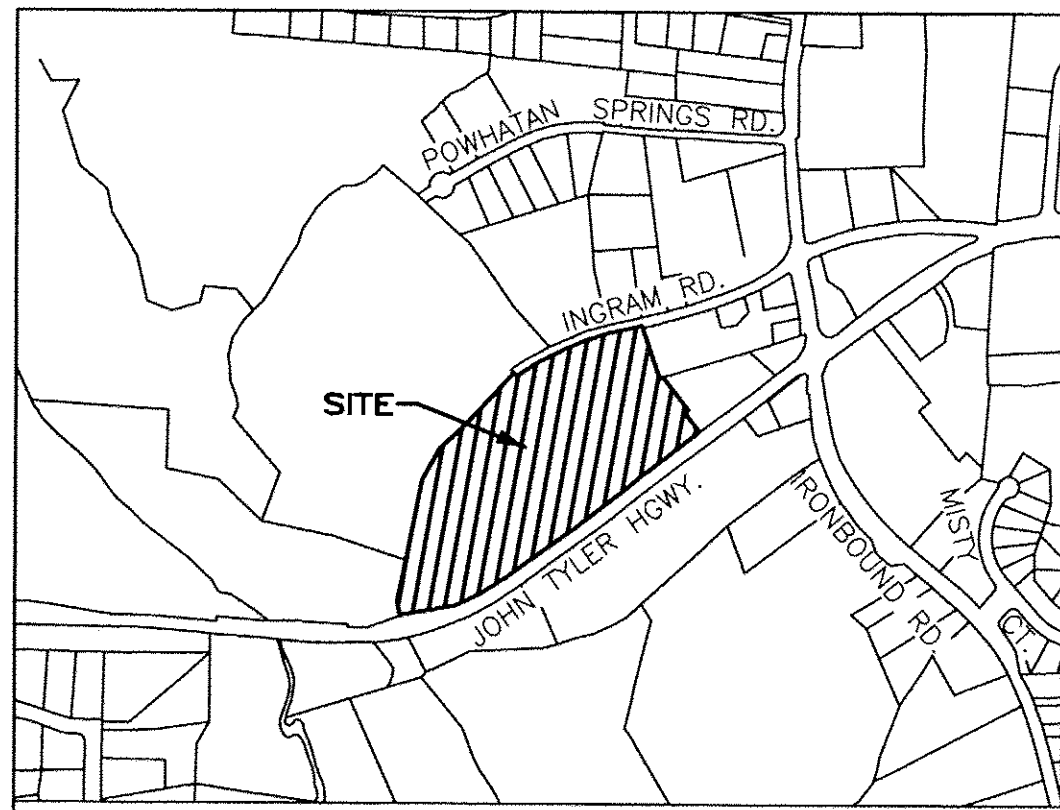 POWHATAN SPRINGS RD.
INGRAM RD.
SITE
JOHN TYLER HGWY.
IRONBOUND RD.
MISTY CT.